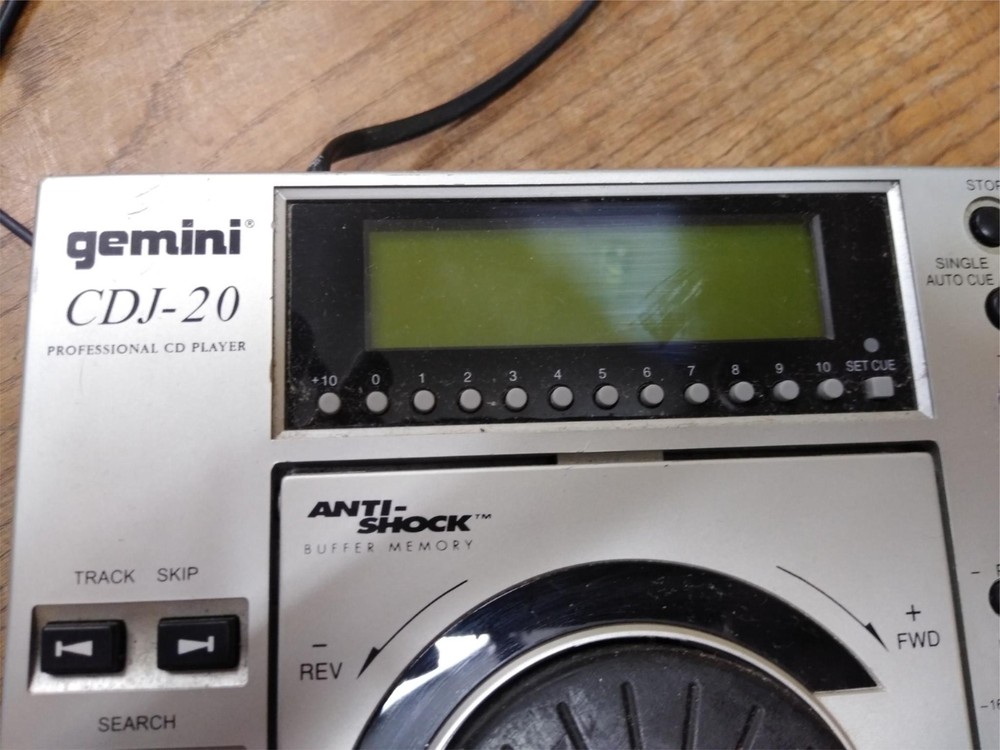 gemini®
CDJ-20
PROFESSIONAL CD PLAYER
+10 0 1 2 3 4 5 6 7 8 9 10 SET CUE
SINGLE
AUTO CUE
ANTI-
SHOCK™
BUFFER MEMORY
TRACK SKIP
− REV
+ FWD
SEARCH